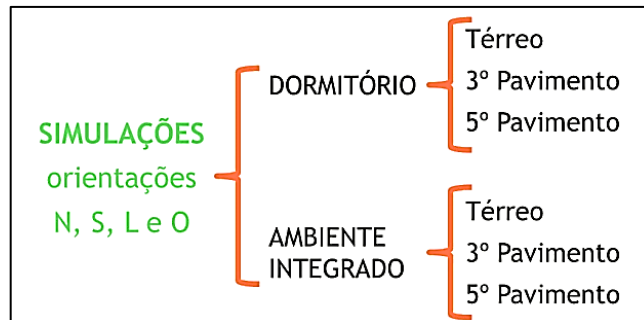 SIMULAÇÕES
orientações
N, S, L e O
DORMITÓRIO
Térreo
3º Pavimento
5º Pavimento
AMBIENTE
INTEGRADO
Térreo
3º Pavimento
5º Pavimento